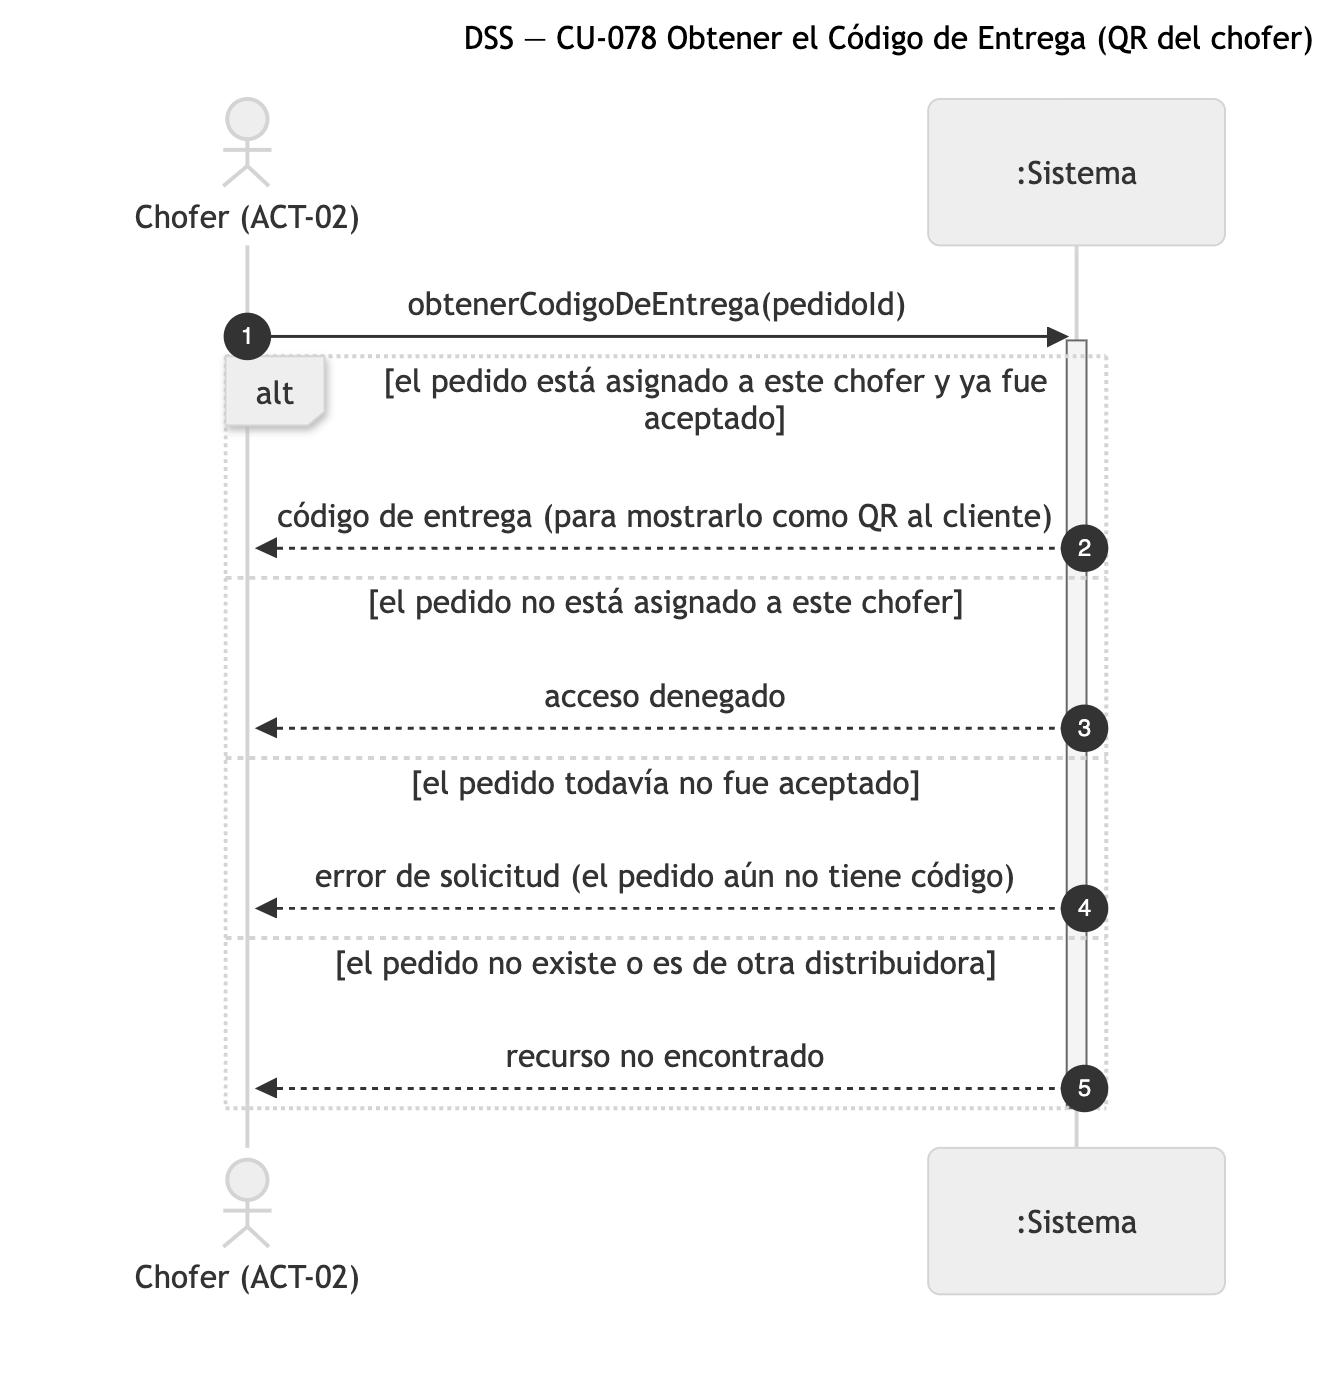 DSS — CU-078 Obtener el Código de Entrega (QR del chofer)
Chofer (ACT-02)
:Sistema
obtenerCodigoDeEntrega(pedidoId)
1
alt
[el pedido está asignado a este chofer y ya fue
aceptado]
código de entrega (para mostrarlo como QR al cliente)
2
[el pedido no está asignado a este chofer]
acceso denegado
3
[el pedido todavía no fue aceptado]
error de solicitud (el pedido aún no tiene código)
4
[el pedido no existe o es de otra distribuidora]
recurso no encontrado
5
Chofer (ACT-02)
:Sistema